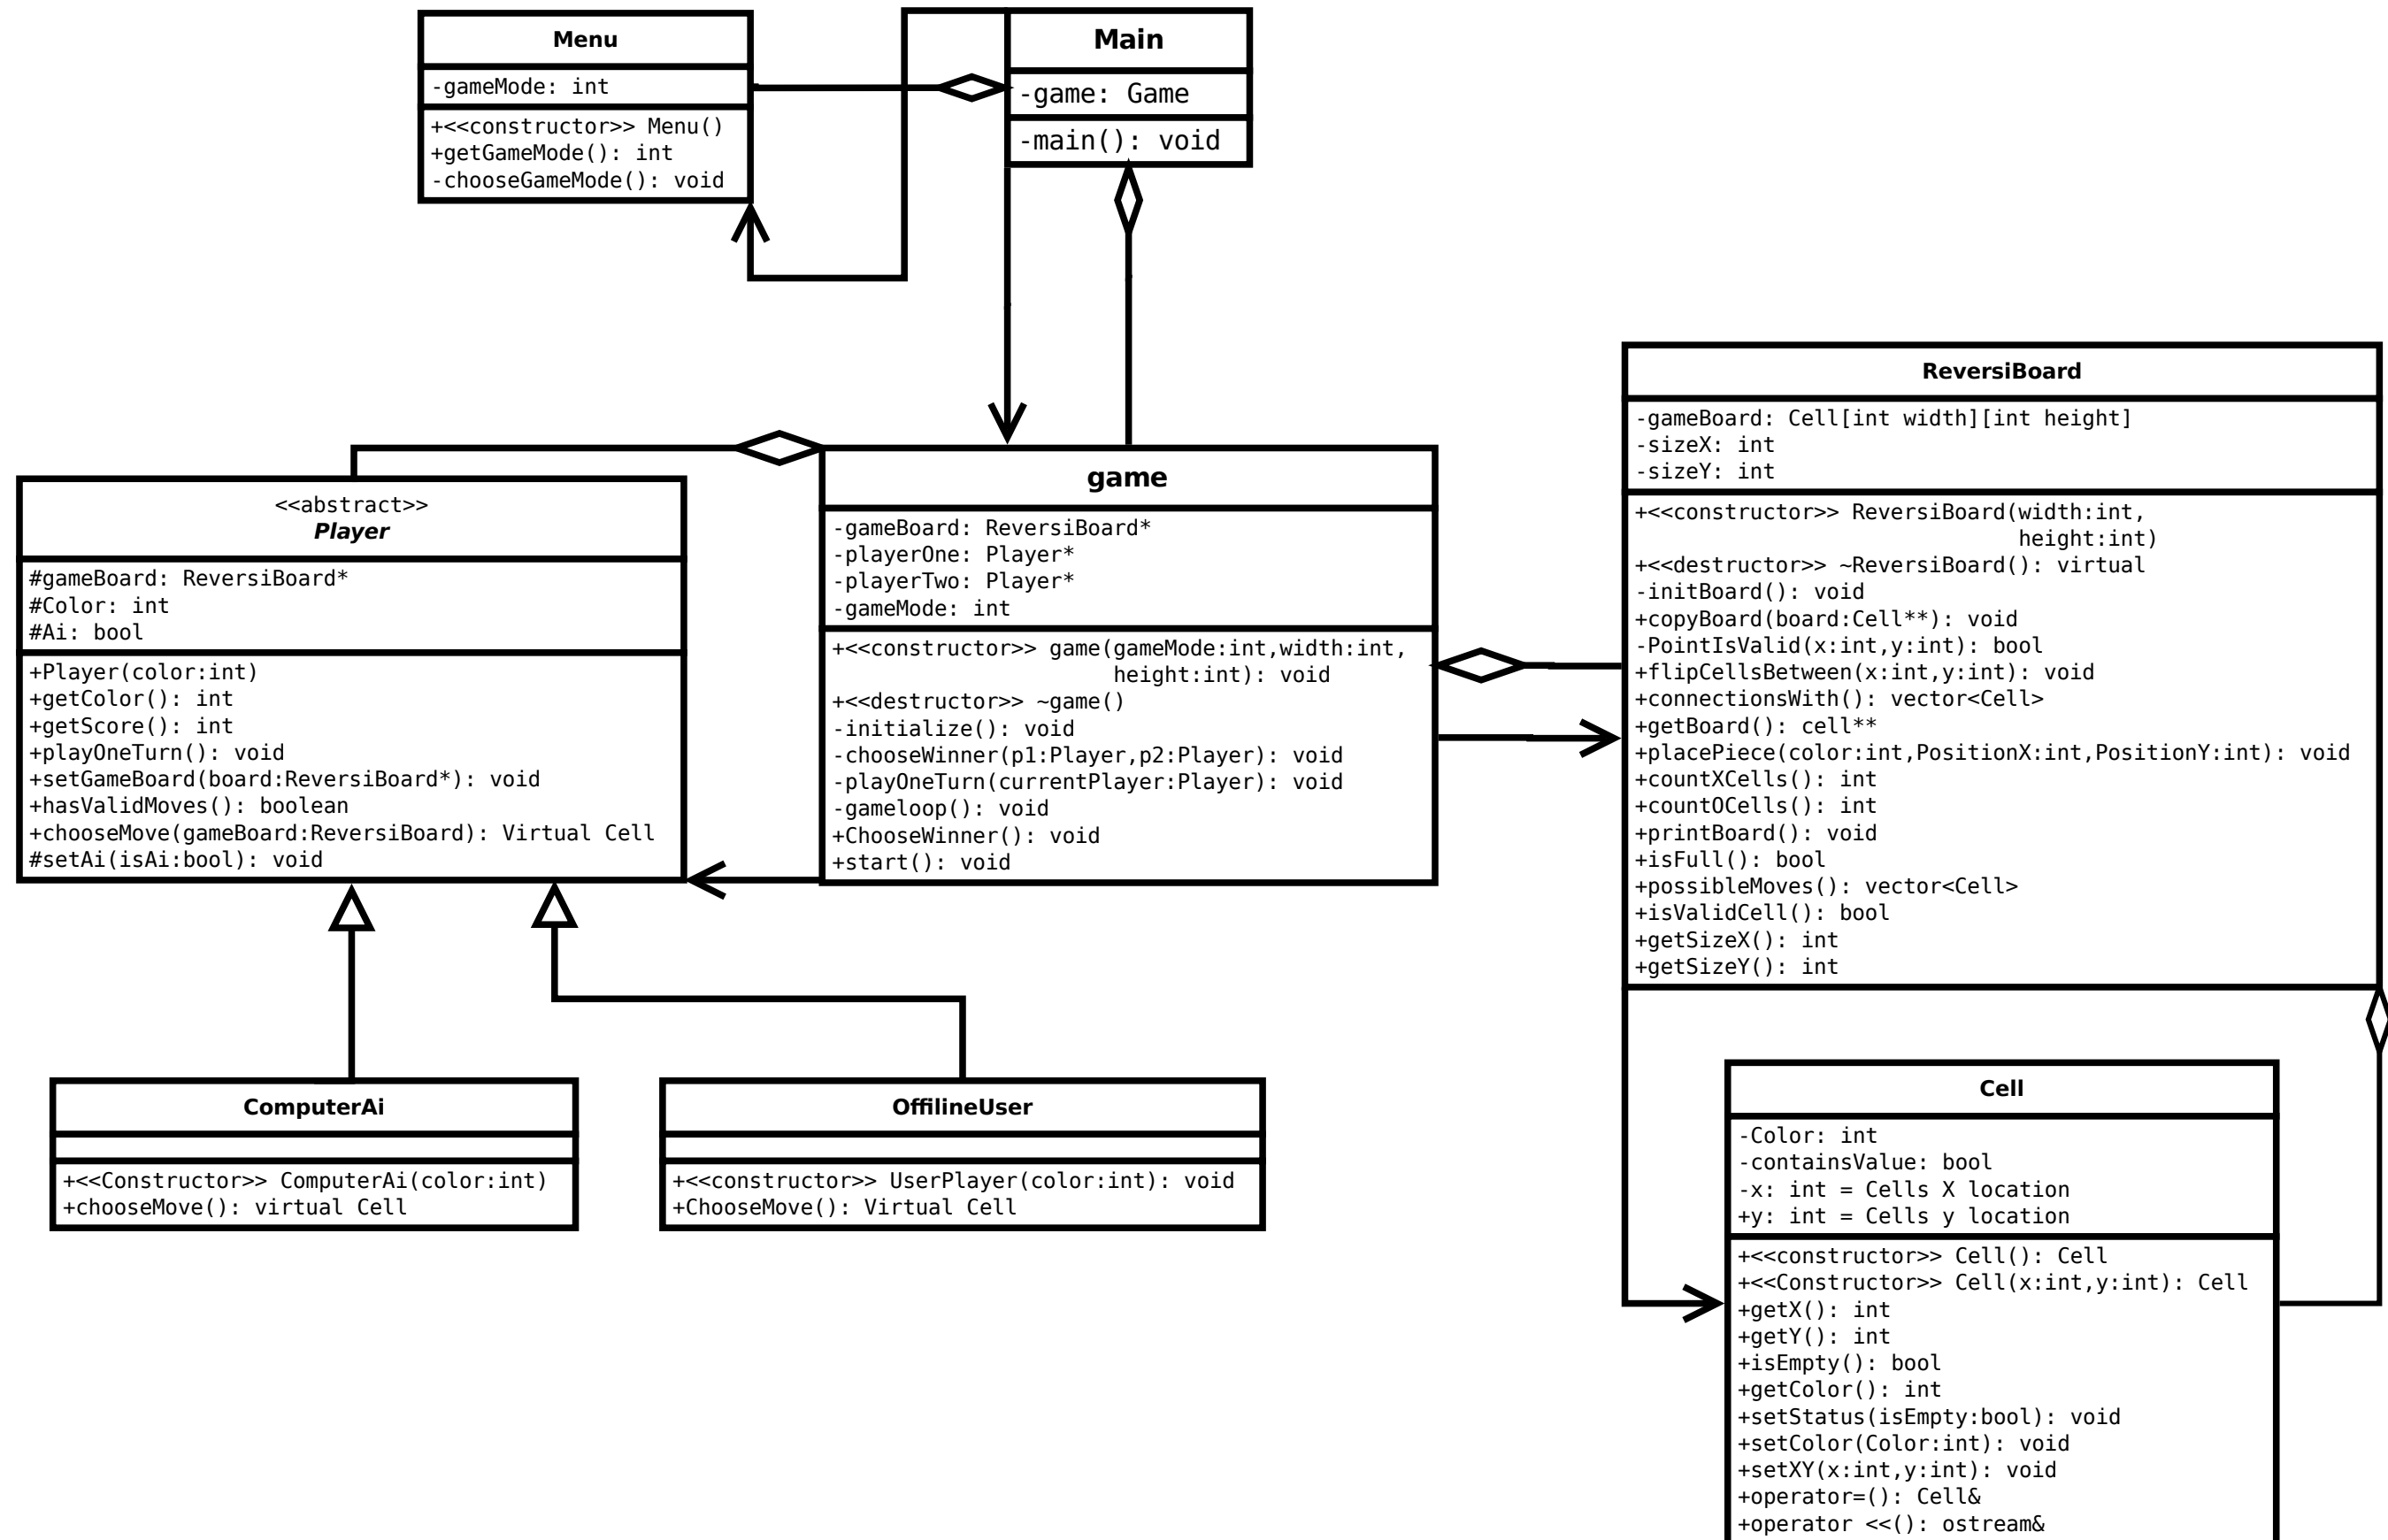 Menu
-gameMode: int
+<<constructor>> Menu()
+getGameMode(): int
-chooseGameMode(): void
Main
-game: Game
-main(): void
<<abstract>>
Player
#gameBoard: ReversiBoard*
#Color: int
#Ai: bool
+Player(color:int)
+getColor(): int
+getScore(): int
+playOneTurn(): void
+setGameBoard(board:ReversiBoard*): void
+hasValidMoves(): boolean
+chooseMove(gameBoard:ReversiBoard): Virtual Cell
#setAi(isAi:bool): void
game
-gameBoard: ReversiBoard*
-playerOne: Player*
-playerTwo: Player*
-gameMode: int
+<<constructor>> game(gameMode:int,width:int,
height:int): void
+<<destructor>> ~game()
-initialize(): void
-chooseWinner(p1:Player,p2:Player): void
-playOneTurn(currentPlayer:Player): void
-gameloop(): void
+ChooseWinner(): void
+start(): void
ReversiBoard
-gameBoard: Cell[int width][int height]
-sizeX: int
-sizeY: int
+<<constructor>> ReversiBoard(width:int,
height:int)
+<<destructor>> ~ReversiBoard(): virtual
-initBoard(): void
+copyBoard(board:Cell**): void
-PointIsValid(x:int,y:int): bool
+flipCellsBetween(x:int,y:int): void
+connectionsWith(): vector<Cell>
+getBoard(): cell**
+placePiece(color:int,PositionX:int,PositionY:int): void
+countXCells(): int
+countOCells(): int
+printBoard(): void
+isFull(): bool
+possibleMoves(): vector<Cell>
+isValidCell(): bool
+getSizeX(): int
+getSizeY(): int
ComputerAi
+<<Constructor>> ComputerAi(color:int)
+chooseMove(): virtual Cell
OffilineUser
+<<constructor>> UserPlayer(color:int): void
+ChooseMove(): Virtual Cell
Cell
-Color: int
-containsValue: bool
-x: int = Cells X location
+y: int = Cells y location
+<<constructor>> Cell(): Cell
+<<Constructor>> Cell(x:int,y:int): Cell
+getX(): int
+getY(): int
+isEmpty(): bool
+getColor(): int
+setStatus(isEmpty:bool): void
+setColor(Color:int): void
+setXY(x:int,y:int): void
+operator=(): Cell&
+operator <<(): ostream&